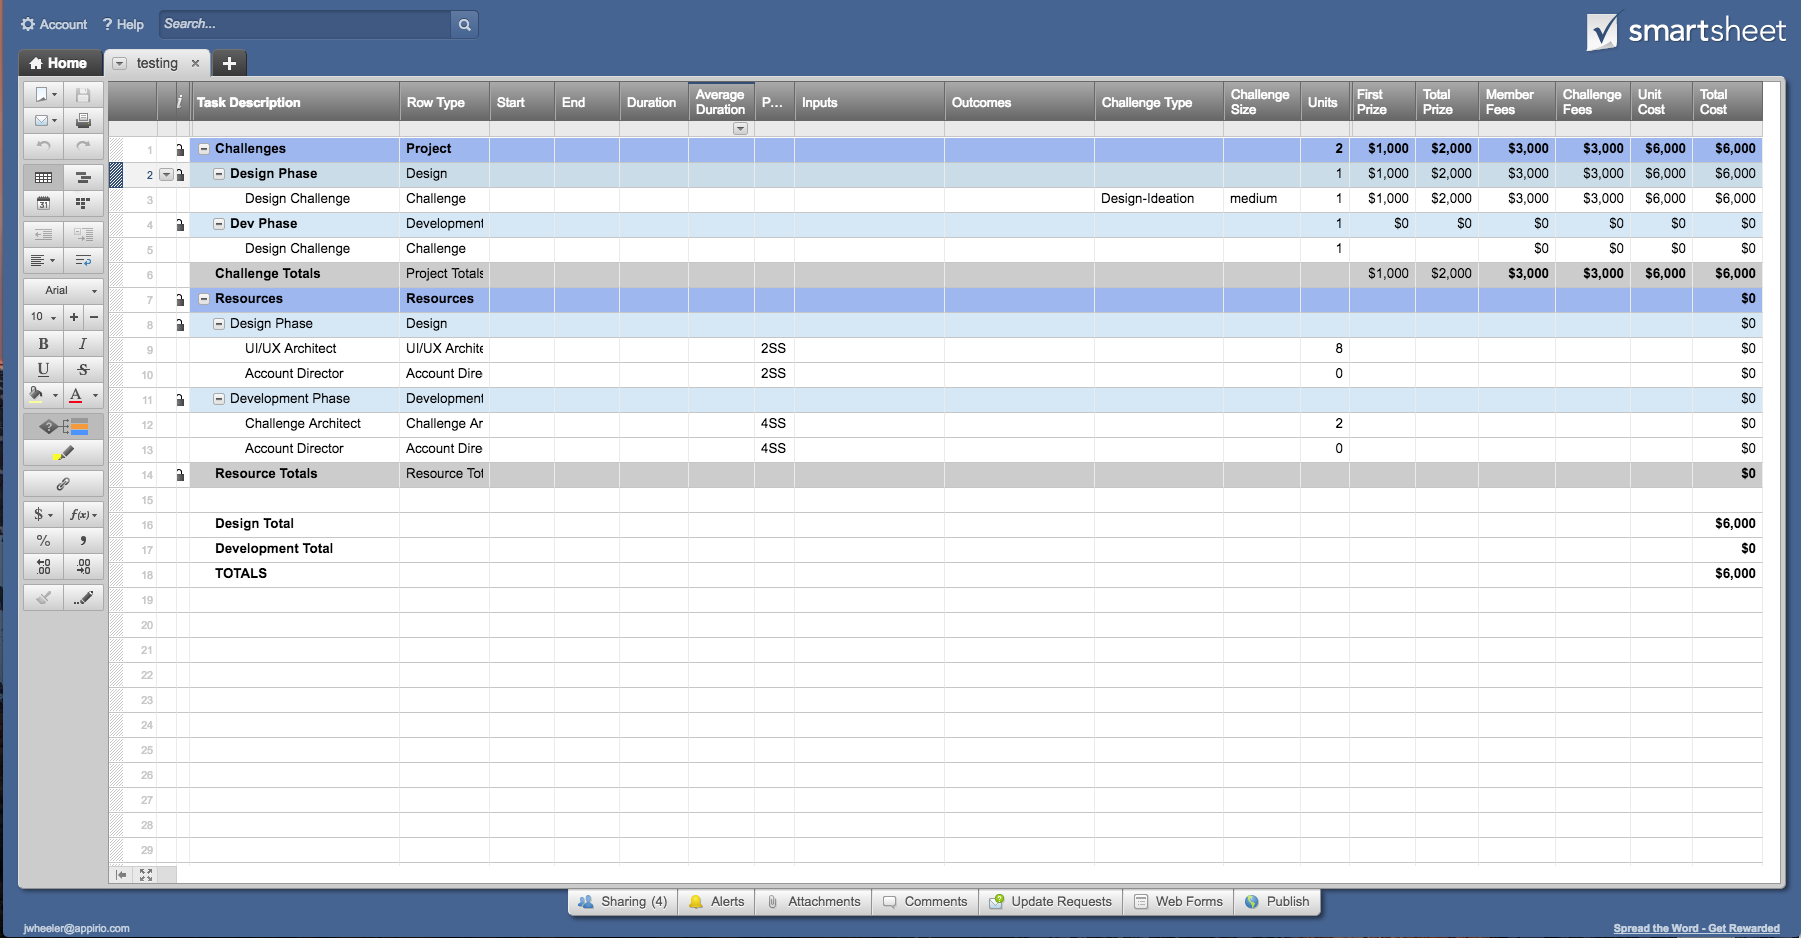 Account ? Help Search...
smartsheet
Home testing × +
i Task Description Row Type Start End Duration Average Duration P... Inputs Outcomes Challenge Type Challenge Size Units First Prize Total Prize Member Fees Challenge Fees Unit Cost Total Cost
1 Challenges Project 2 $1,000 $2,000 $3,000 $3,000 $6,000 $6,000
2 Design Phase Design 1 $1,000 $2,000 $3,000 $3,000 $6,000 $6,000
3 Design Challenge Challenge Design-Ideation medium 1 $1,000 $2,000 $3,000 $3,000 $6,000 $6,000
4 Dev Phase Development 1 $0 $0 $0 $0 $0 $0
5 Design Challenge Challenge 1 $0 $0 $0 $0
6 Challenge Totals Project Totals $1,000 $2,000 $3,000 $3,000 $6,000 $6,000
7 Resources Resources $0
8 Design Phase Design $0
9 UI/UX Architect UI/UX Archite 2SS 8 $0
10 Account Director Account Dire 2SS 0 $0
11 Development Phase Development $0
12 Challenge Architect Challenge Ar 4SS 2 $0
13 Account Director Account Dire 4SS 0 $0
14 Resource Totals Resource Tot $0
15
16 Design Total $6,000
17 Development Total $0
18 TOTALS $6,000
19
20
21
22
23
24
25
26
27
28
29
31
Arial
10 + −
B I
U S
A
$ f(x)
% ,
.00 .00
Sharing (4) Alerts Attachments Comments Update Requests Web Forms Publish
jwheeler@appirio.com
Spread the Word - Get Rewarded